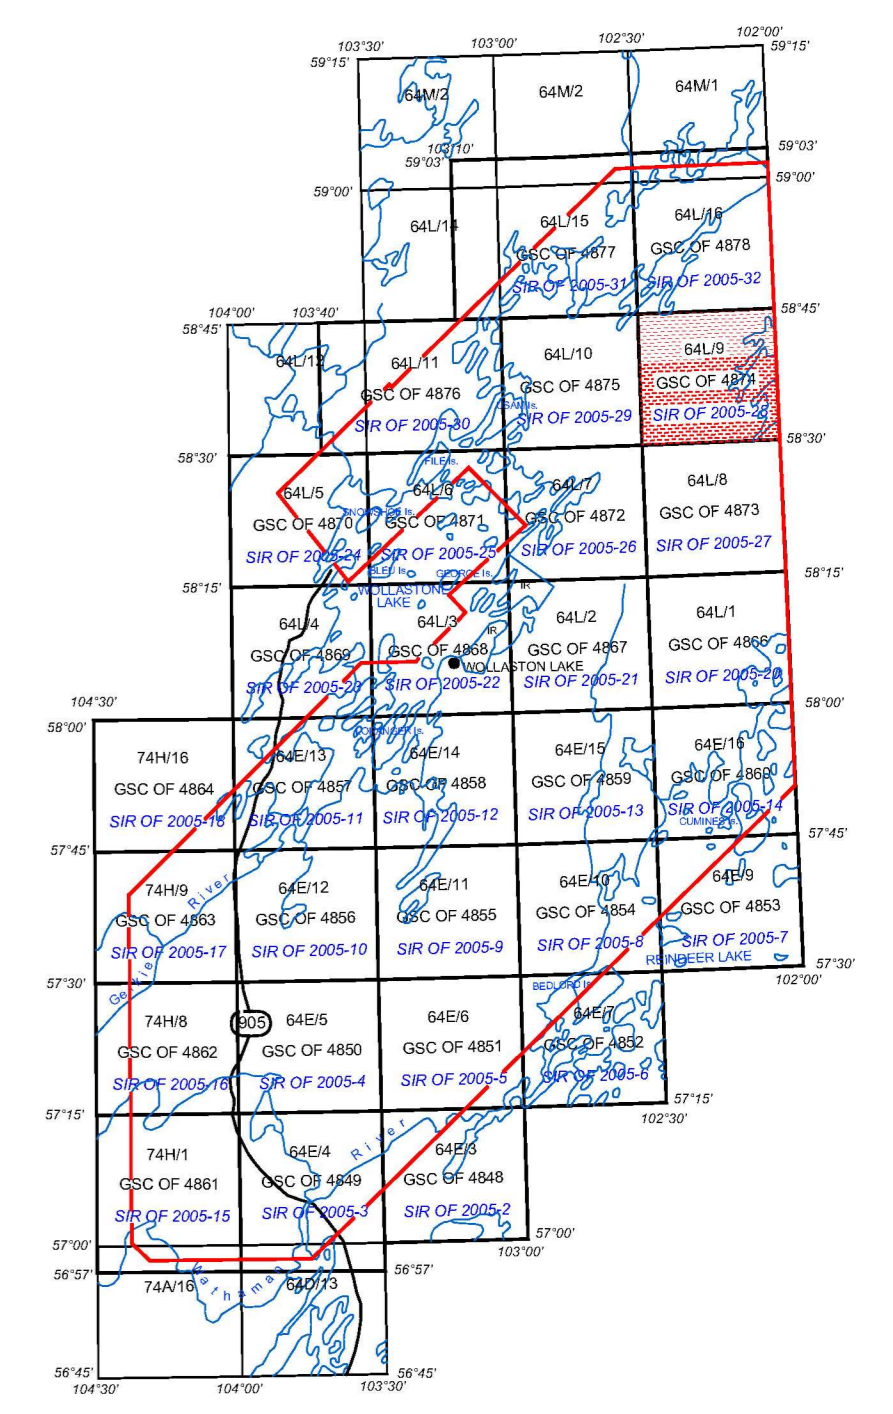 103°30'
103°00'
102°30'
102°00'
59°15'
59°15'
64M/2
64M/2
64M/1
103°10'
59°03'
59°03'
59°00'
59°00'
64L/14
64L/15
GSC OF 4877
SIR OF 2005-31
64L/16
GSC OF 4878
SIR OF 2005-32
104°00'
103°40'
58°45'
58°45'
64L/12
64L/11
GSC OF 4876
SIR OF 2005-30
64L/10
GSC OF 4875
SIR OF 2005-29
64L/9
GSC OF 4874
SIR OF 2005-28
58°30'
58°30'
FILE Is.
64L/5
GSC OF 4870
SIR OF 2005-24
SNOWSHOE Is.
64L/6
GSC OF 4871
SIR OF 2005-25
64L/7
GSC OF 4872
SIR OF 2005-26
64L/8
GSC OF 4873
SIR OF 2005-27
BLEU Is.
GEORGE Is.
58°15'
58°15'
WOLLASTON
LAKE
IR
64L/4
GSC OF 4869
SIR OF 2005-23
64L/3
GSC OF 4868
SIR OF 2005-22
IR
WOLLASTON LAKE
64L/2
GSC OF 4867
SIR OF 2005-21
64L/1
GSC OF 4866
SIR OF 2005-20
104°30'
58°00'
58°00'
74H/16
GSC OF 4864
SIR OF 2005-18
64E/13
GSC OF 4857
SIR OF 2005-11
64E/14
GSC OF 4858
SIR OF 2005-12
64E/15
GSC OF 4859
SIR OF 2005-13
64E/16
GSC OF 4860
SIR OF 2005-14
CUMINES Is.
57°45'
57°45'
74H/9
GSC OF 4863
SIR OF 2005-17
Geikie River
64E/12
GSC OF 4856
SIR OF 2005-10
64E/11
GSC OF 4855
SIR OF 2005-9
64E/10
GSC OF 4854
SIR OF 2005-8
64E/9
GSC OF 4853
SIR OF 2005-7
REINDEER LAKE
57°30'
57°30'
102°00'
BEDLORD Is.
74H/8
GSC OF 4862
SIR OF 2005-16
905
64E/5
GSC OF 4850
SIR OF 2005-4
64E/6
GSC OF 4851
SIR OF 2005-5
64E/7
GSC OF 4852
SIR OF 2005-6
57°15'
57°15'
102°30'
74H/1
GSC OF 4861
SIR OF 2005-15
64E/4
GSC OF 4849
SIR OF 2005-3
River
64E/3
GSC OF 4848
SIR OF 2005-2
57°00'
57°00'
103°00'
56°57'
74A/16
Wathaman
64D/13
56°45'
56°45'
104°30'
104°00'
103°30'